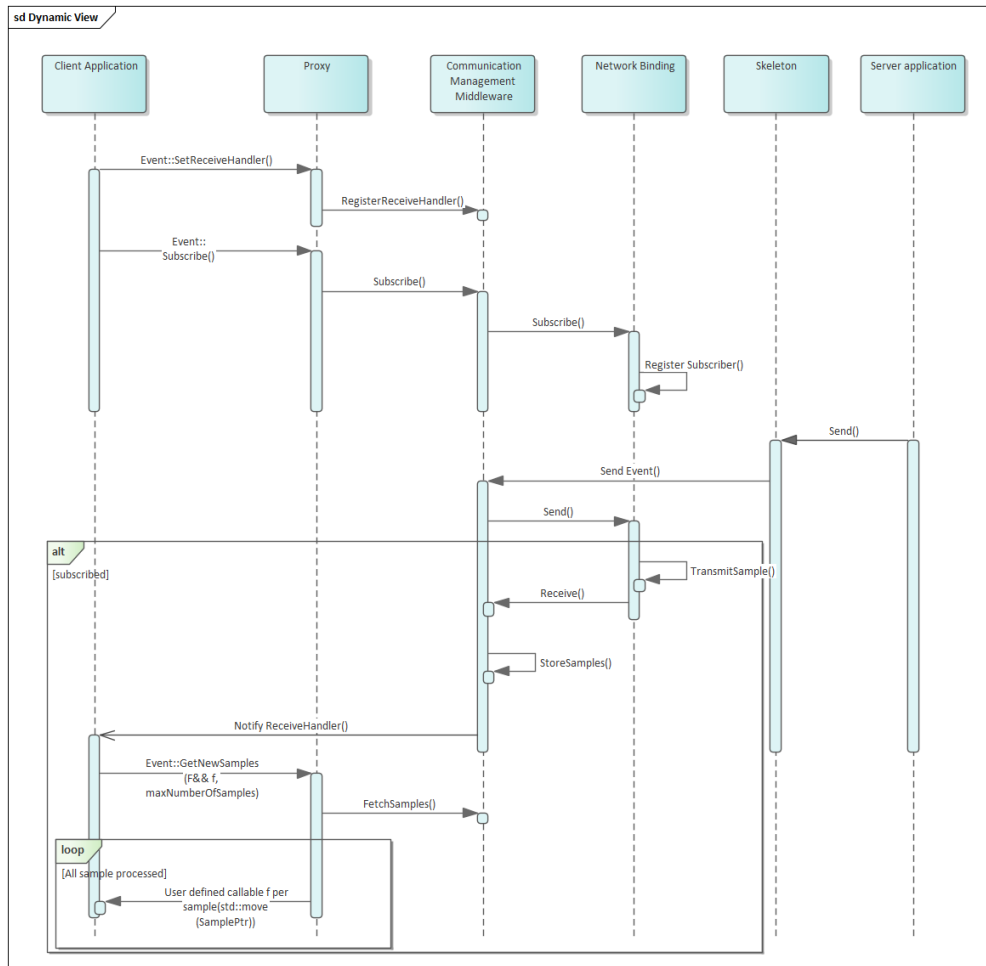 sd Dynamic View
Client Application
Proxy
Communication
Management
Middleware
Network Binding
Skeleton
Server application
Event::SetReceiveHandler()
RegisterReceiveHandler()
Event::
Subscribe()
Subscribe()
Subscribe()
Register Subscriber()
Send()
Send Event()
Send()
alt
[subscribed]
TransmitSample()
Receive()
StoreSamples()
Notify ReceiveHandler()
Event::GetNewSamples
(F&& f,
maxNumberOfSamples)
FetchSamples()
loop
[All sample processed]
User defined callable f per
sample(std::move
(SamplePtr))